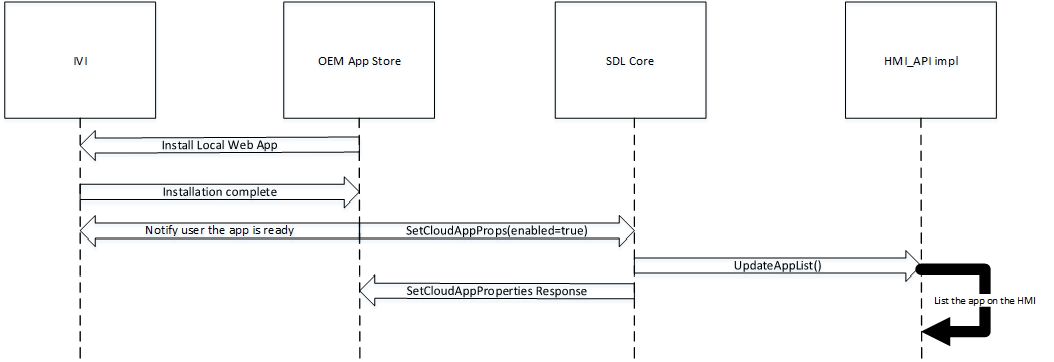 IVI
OEM App Store
SDL Core
HMI_API impl
Install Local Web App
Installation complete
Notify user the app is ready
SetCloudAppProps(enabled=true)
UpdateAppList()
SetCloudAppProperties Response
List the app on the HMI